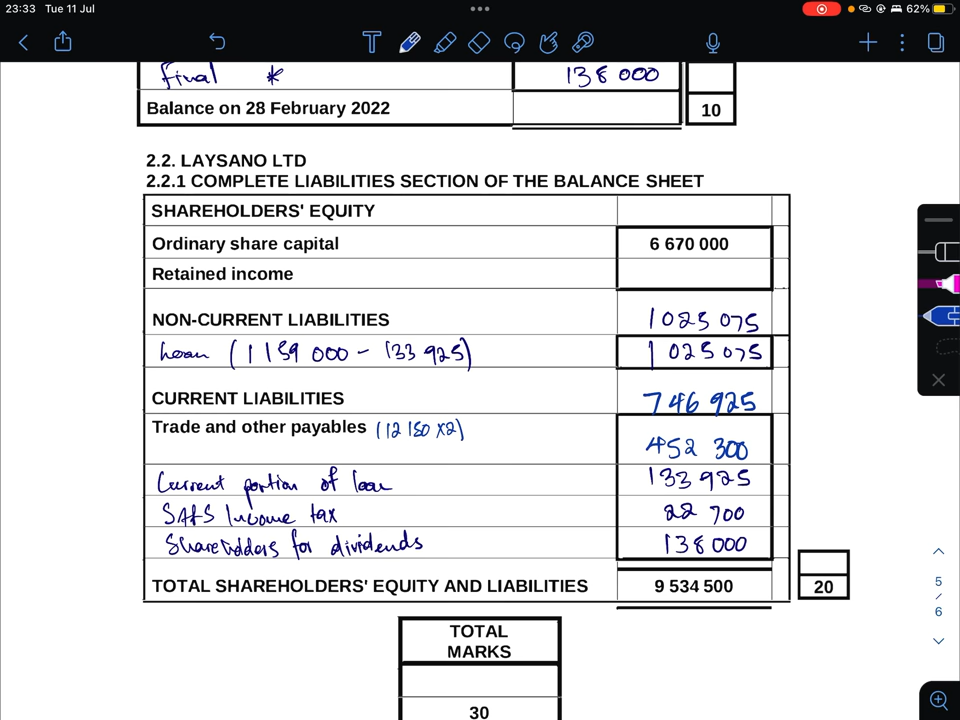 23:33 Tue 11 Jul
62%
Final * 138 000
Balance on 28 February 2022
10
2.2. LAYSANO LTD
2.2.1 COMPLETE LIABILITIES SECTION OF THE BALANCE SHEET
SHAREHOLDERS' EQUITY
Ordinary share capital 6 670 000
Retained income
NON-CURRENT LIABILITIES 1 025 075
Loan (1 159 000 - 133 925) 1 025 075
CURRENT LIABILITIES 746 925
Trade and other payables (12 150 x2) 452 300
Current portion of loan 133 925
SARS Income tax 22 700
Shareholders for dividends 138 000
TOTAL SHAREHOLDERS' EQUITY AND LIABILITIES 9 534 500
20
TOTAL
MARKS
30
5
/
6